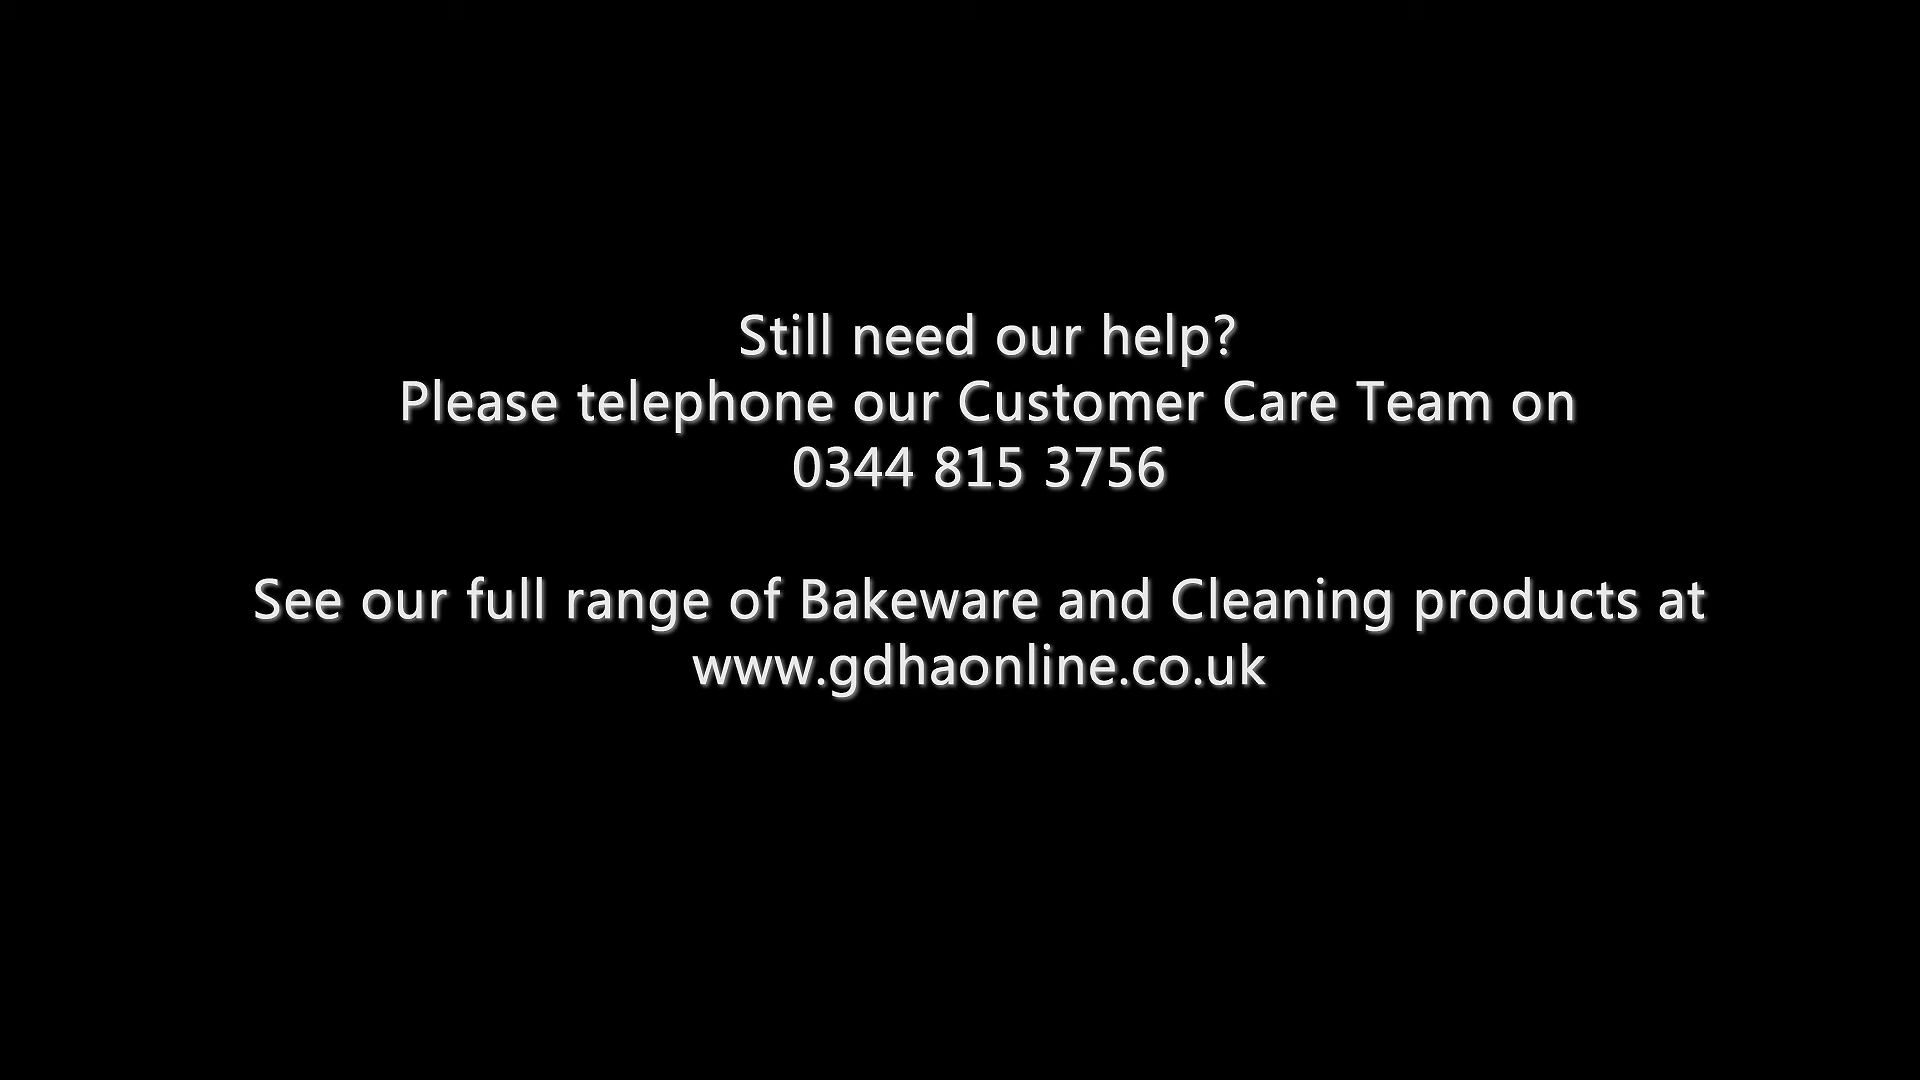 Still need our help?
Please telephone our Customer Care Team on
0344 815 3756
See our full range of Bakeware and Cleaning products at
www.gdhaonline.co.uk